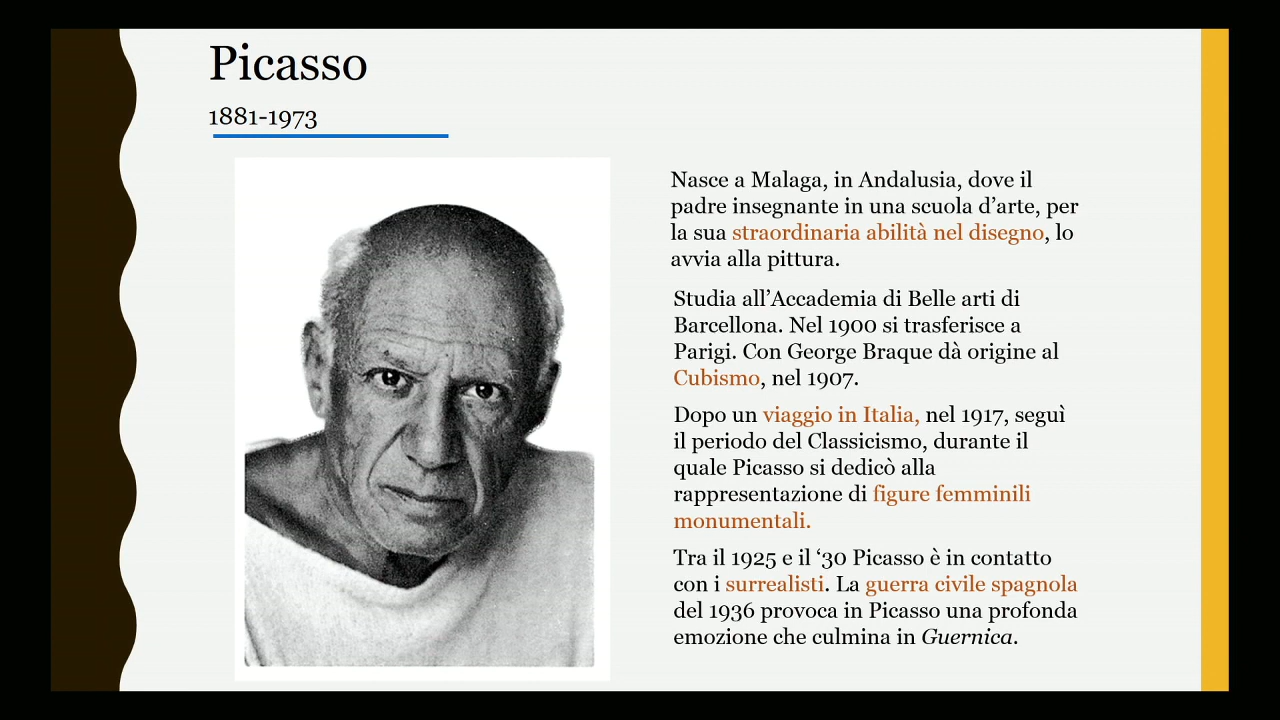 Picasso
1881-1973
Nasce a Malaga, in Andalusia, dove il
padre insegnante in una scuola d’arte, per
la sua straordinaria abilità nel disegno, lo
avvia alla pittura.
Studia all’Accademia di Belle arti di
Barcellona. Nel 1900 si trasferisce a
Parigi. Con George Braque dà origine al
Cubismo, nel 1907.
Dopo un viaggio in Italia, nel 1917, seguì
il periodo del Classicismo, durante il
quale Picasso si dedicò alla
rappresentazione di figure femminili
monumentali.
Tra il 1925 e il ‘30 Picasso è in contatto
con i surrealisti. La guerra civile spagnola
del 1936 provoca in Picasso una profonda
emozione che culmina in Guernica.